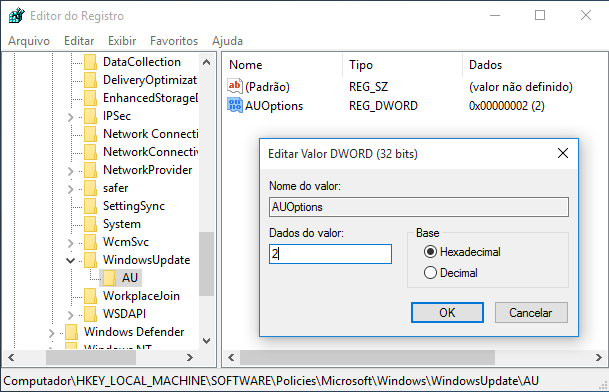 Editor do Registro
Arquivo Editar Exibir Favoritos Ajuda
DataCollection
DeliveryOptimizat
EnhancedStorageD
IPSec
Network Connecti
NetworkConnectiv
NetworkProvider
safer
SettingSync
System
WcmSvc
WindowsUpdate
AU
WorkplaceJoin
WSDAPI
Windows Defender
Windows NT
Nome Tipo Dados
ab (Padrão) REG_SZ (valor não definido)
AUOptions REG_DWORD 0x00000002 (2)
Editar Valor DWORD (32 bits)
Nome do valor:
AUOptions
Dados do valor:
2
Base
Hexadecimal
Decimal
OK Cancelar
Computador\HKEY_LOCAL_MACHINE\SOFTWARE\Policies\Microsoft\Windows\WindowsUpdate\AU